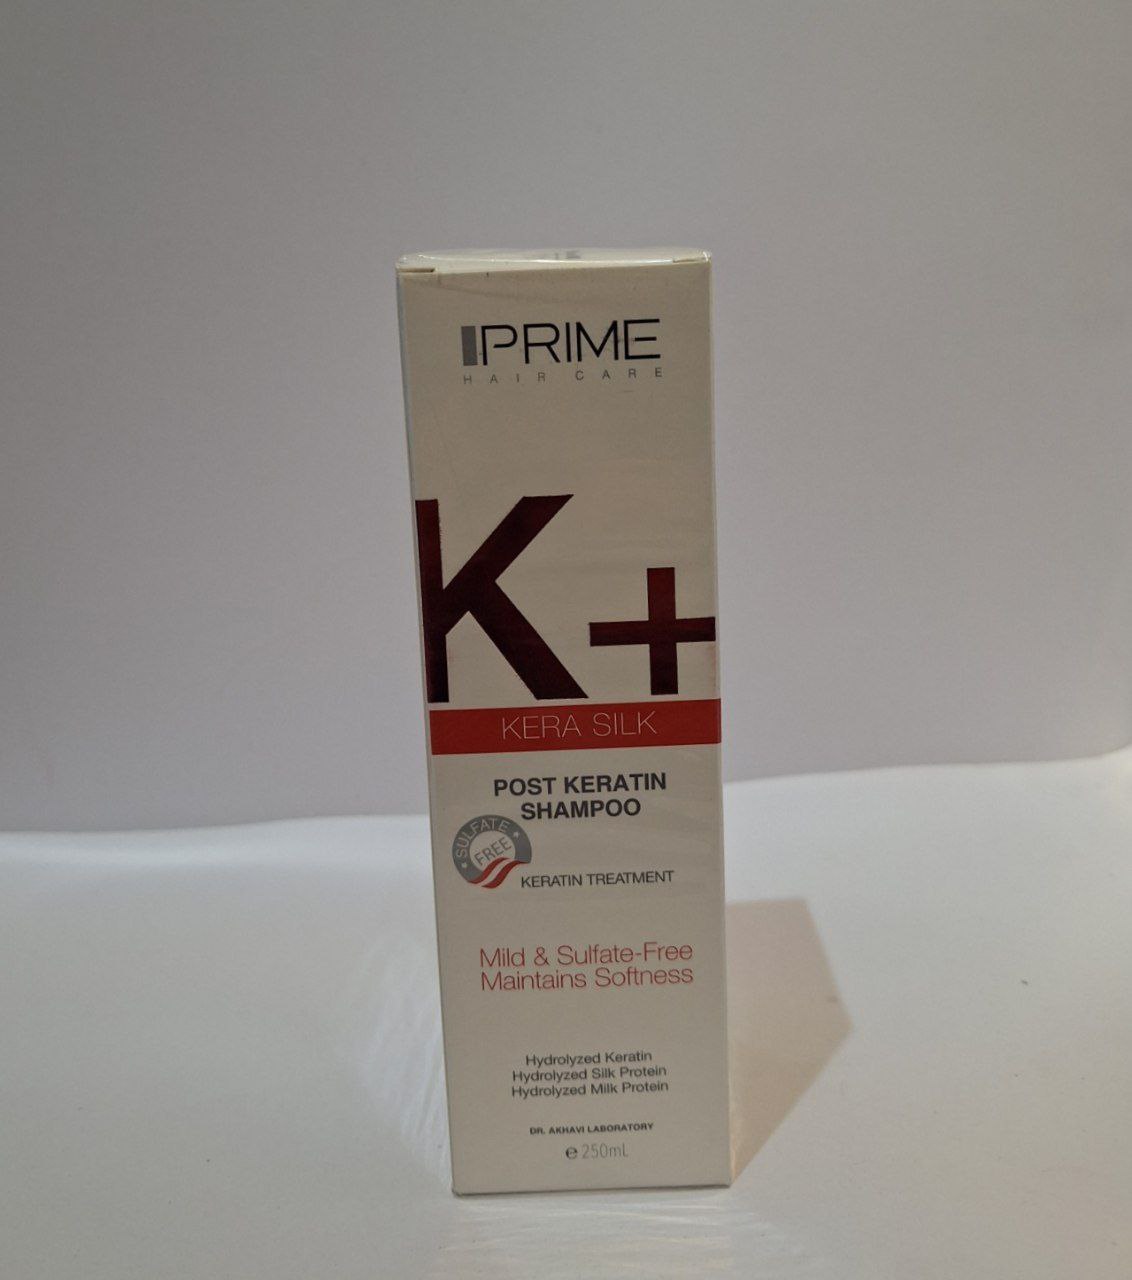 PRIME
HAIR CARE
K+
KERA SILK
POST KERATIN
SHAMPOO
SULFATE
FREE
KERATIN TREATMENT
Mild & Sulfate-Free
Maintains Softness
Hydrolyzed Keratin
Hydrolyzed Silk Protein
Hydrolyzed Milk Protein
DR. AKHAVI LABORATORY
℮ 250mL